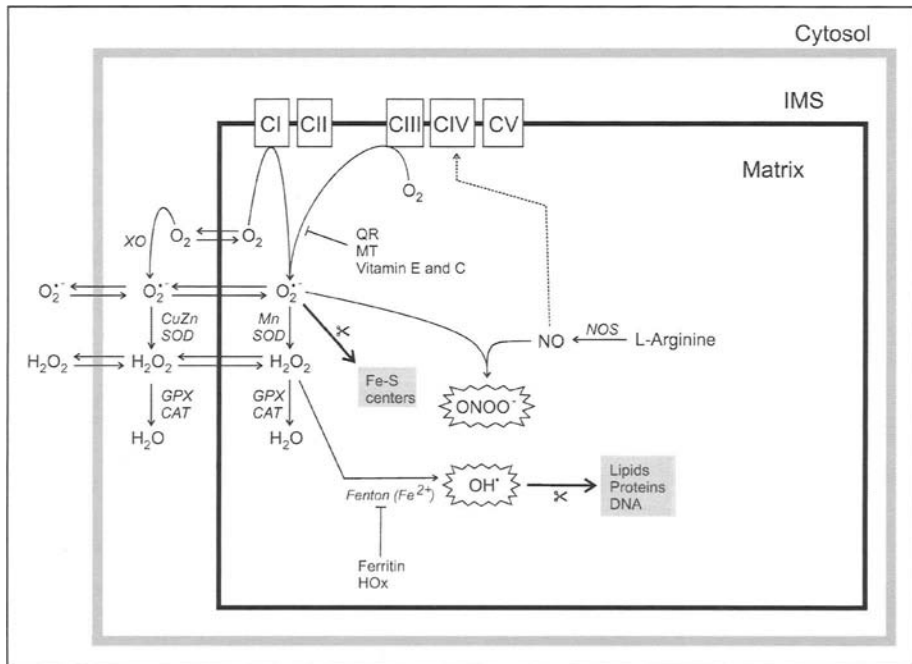 Cytosol
IMS
CI CII CIII CIV CV
Matrix
O₂
XO O₂ O₂
QR
MT
Vitamin E and C
O₂•⁻ O₂•⁻ O₂•⁻
CuZn
SOD
Mn
SOD
NO NOS L-Arginine
H₂O₂ H₂O₂ H₂O₂
Fe-S
centers
ONOO⁻
GPX
CAT
GPX
CAT
H₂O H₂O
Fenton (Fe²⁺)
OH•
Lipids
Proteins
DNA
Ferritin
HOx